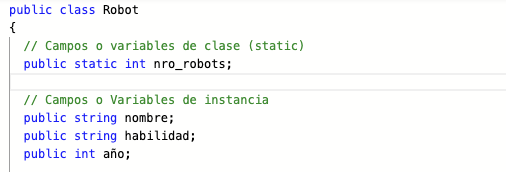 public class Robot
{
// Campos o variables de clase (static)
public static int nro_robots;
// Campos o Variables de instancia
public string nombre;
public string habilidad;
public int año;